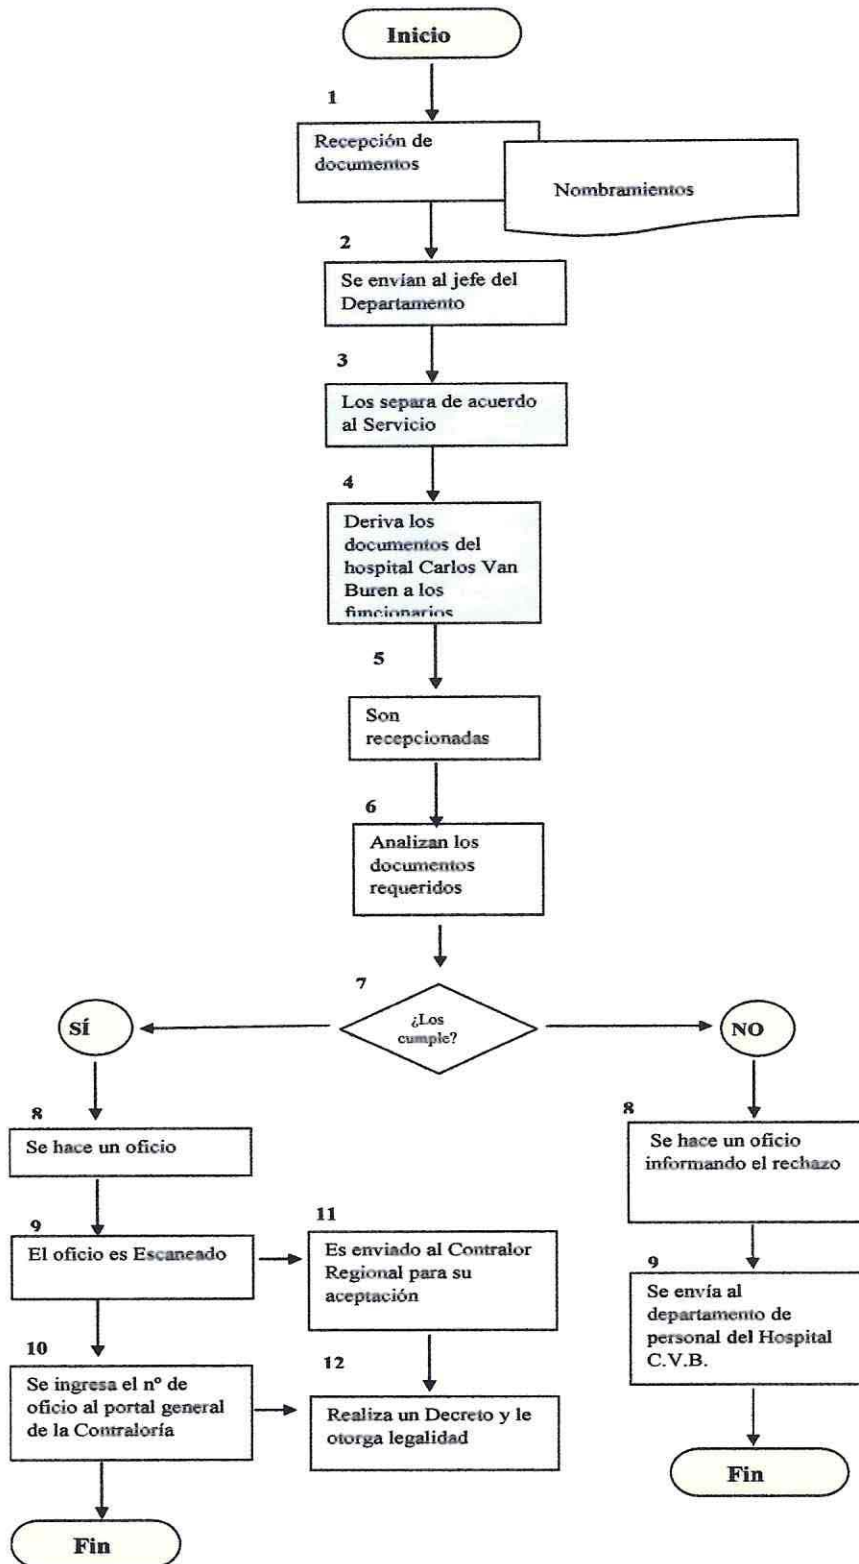 Inicio
1
Recepción de
documentos
Nombramientos
2
Se envían al jefe del
Departamento
3
Los separa de acuerdo
al Servicio
4
Deriva los
documentos del
hospital Carlos Van
Buren a los
funcionarios
5
Son
recepcionadas
6
Analizan los
documentos
requeridos
7
¿Los
cumple?
SÍ
NO
8
Se hace un oficio
9
El oficio es Escaneado
10
Se ingresa el nº de
oficio al portal general
de la Contraloría
Fin
11
Es enviado al Contralor
Regional para su
aceptación
12
Realiza un Decreto y le
otorga legalidad
8
Se hace un oficio
informando el rechazo
9
Se envía al
departamento de
personal del Hospital
C.V.B.
Fin